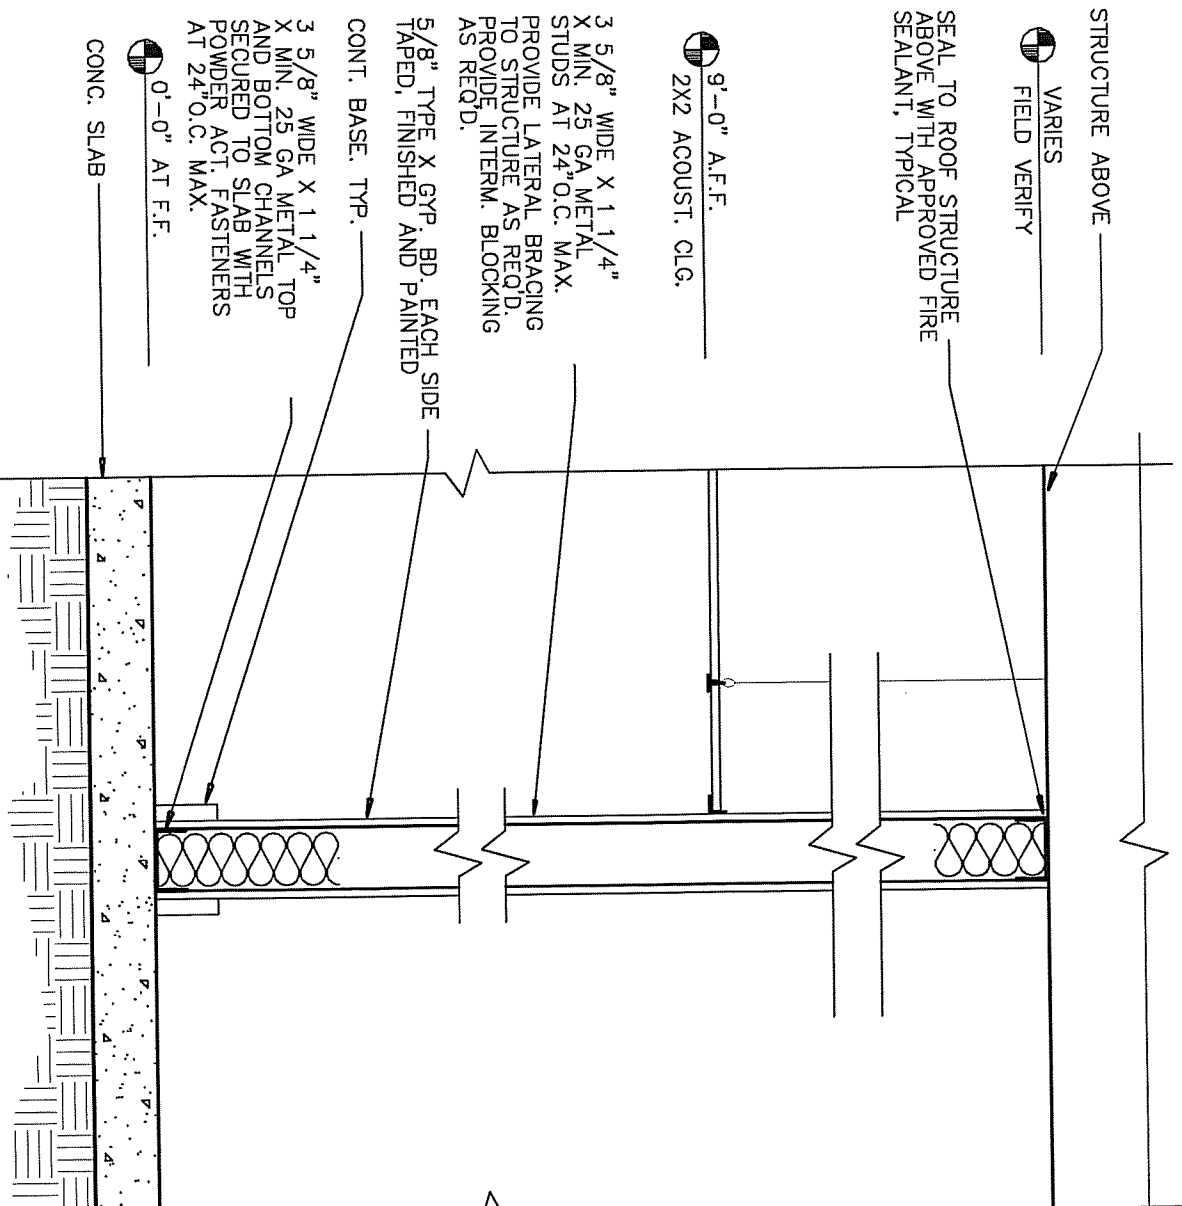 STRUCTURE ABOVE
VARIES
FIELD VERIFY
SEAL TO ROOF STRUCTURE
ABOVE WITH APPROVED FIRE
SEALANT, TYPICAL
9'-0" A.F.F.
2X2 ACOUST. CLG.
3 5/8" WIDE X 1 1/4"
X MIN. 25 GA METAL
STUDS AT 24"O.C. MAX.
PROVIDE LATERAL BRACING
TO STRUCTURE AS REQ'D.
PROVIDE INTERM. BLOCKING
AS REQ'D.
5/8" TYPE X GYP. BD. EACH SIDE
TAPED, FINISHED AND PAINTED
CONT. BASE. TYP.
3 5/8" WIDE X 1 1/4"
X MIN. 25 GA METAL TOP
AND BOTTOM CHANNELS
SECURED TO SLAB WITH
POWDER ACT. FASTENERS
AT 24"O.C. MAX.
0'-0" AT F.F.
CONC. SLAB